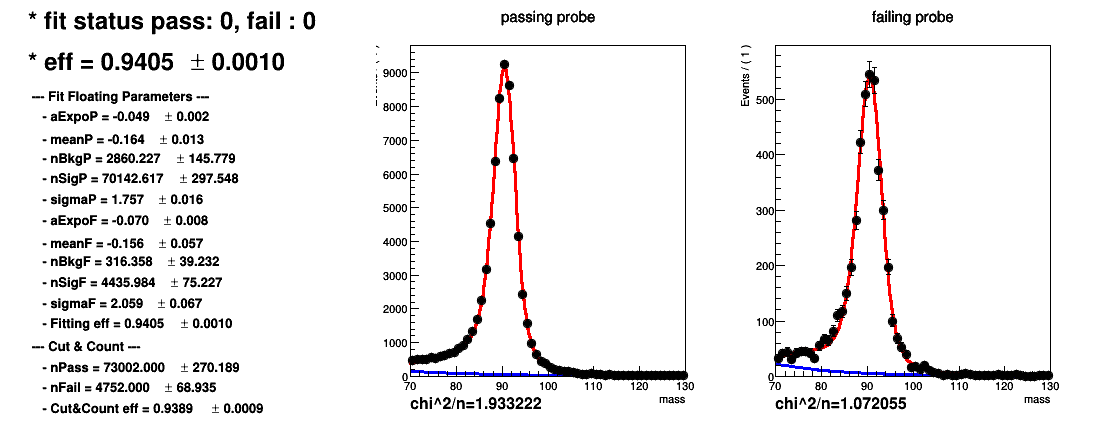 * fit status pass: 0, fail : 0
* eff = 0.9405 ± 0.0010
--- Fit Floating Parameters ---
- aExpoP = -0.049 ± 0.002
- meanP = -0.164 ± 0.013
- nBkgP = 2860.227 ± 145.779
- nSigP = 70142.617 ± 297.548
- sigmaP = 1.757 ± 0.016
- aExpoF = -0.070 ± 0.008
- meanF = -0.156 ± 0.057
- nBkgF = 316.358 ± 39.232
- nSigF = 4435.984 ± 75.227
- sigmaF = 2.059 ± 0.067
- Fitting eff = 0.9405 ± 0.0010
--- Cut & Count ---
- nPass = 73002.000 ± 270.189
- nFail = 4752.000 ± 68.935
- Cut&Count eff = 0.9389 ± 0.0009
passing probe
9000
8000
7000
6000
5000
4000
3000
2000
1000
0
70 80 90 100 110 120 130
mass
chi^2/n=1.933222
failing probe
Events / ( 1 )
500
400
300
200
100
0
70 80 90 100 110 120 130
mass
chi^2/n=1.072055